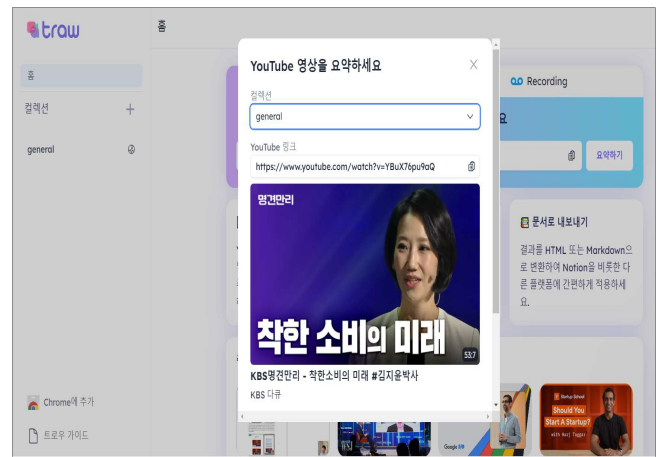 traw
홈
홈
컬렉션
general
Chrome에 추가
트로우 가이드
YouTube 영상을 요약하세요
컬렉션
general
YouTube 링크
https://www.youtube.com/watch?v=YBuX76pu9aQ
명견만리
착한 소비의 미래
53:7
KBS명견만리 - 착한소비의 미래 #김지윤박사
KBS 다큐
Recording
요
요약하기
문서로 내보내기
결과를 HTML 또는 Markdown으
로 변환하여 Notion을 비롯한 다
른 플랫폼에 간편하게 적용하세
요.
WSJ
Google I/O
Startup School
Should You
Start A Startup?
with Harj Taggar